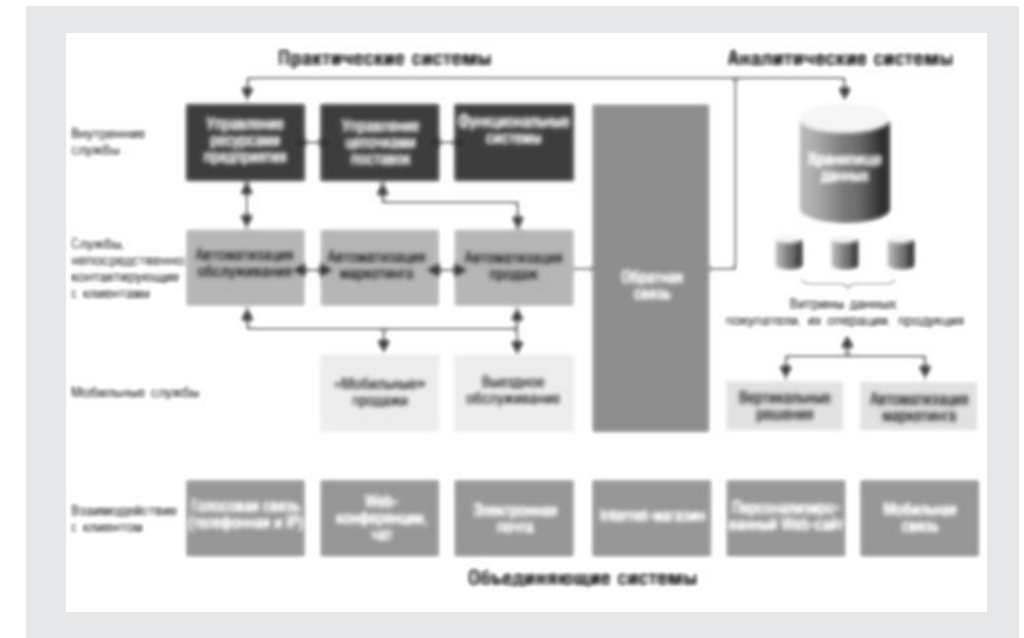 Практические системы
Аналитические системы
Внутренние
службы
Управление
ресурсами
предприятия
Управление
цепочками
поставок
Функциональные
системы
Хранилище
данных
Службы,
непосредственно
контактирующие
с клиентами
Автоматизация
обслуживания
Автоматизация
маркетинга
Автоматизация
продаж
Обратная
связь
Витрины данных:
покупатели, их операции, продукция
Мобильные службы
«Мобильные»
продажи
Выездное
обслуживание
Вертикальные
решения
Автоматизация
маркетинга
Взаимодействие
с клиентом
Голосовая связь
(телефонная и IP)
Web-
конференции,
чат
Электронная
почта
Internet-магазин
Персонализиро-
ванный Web-сайт
Мобильная
связь
Объединяющие системы